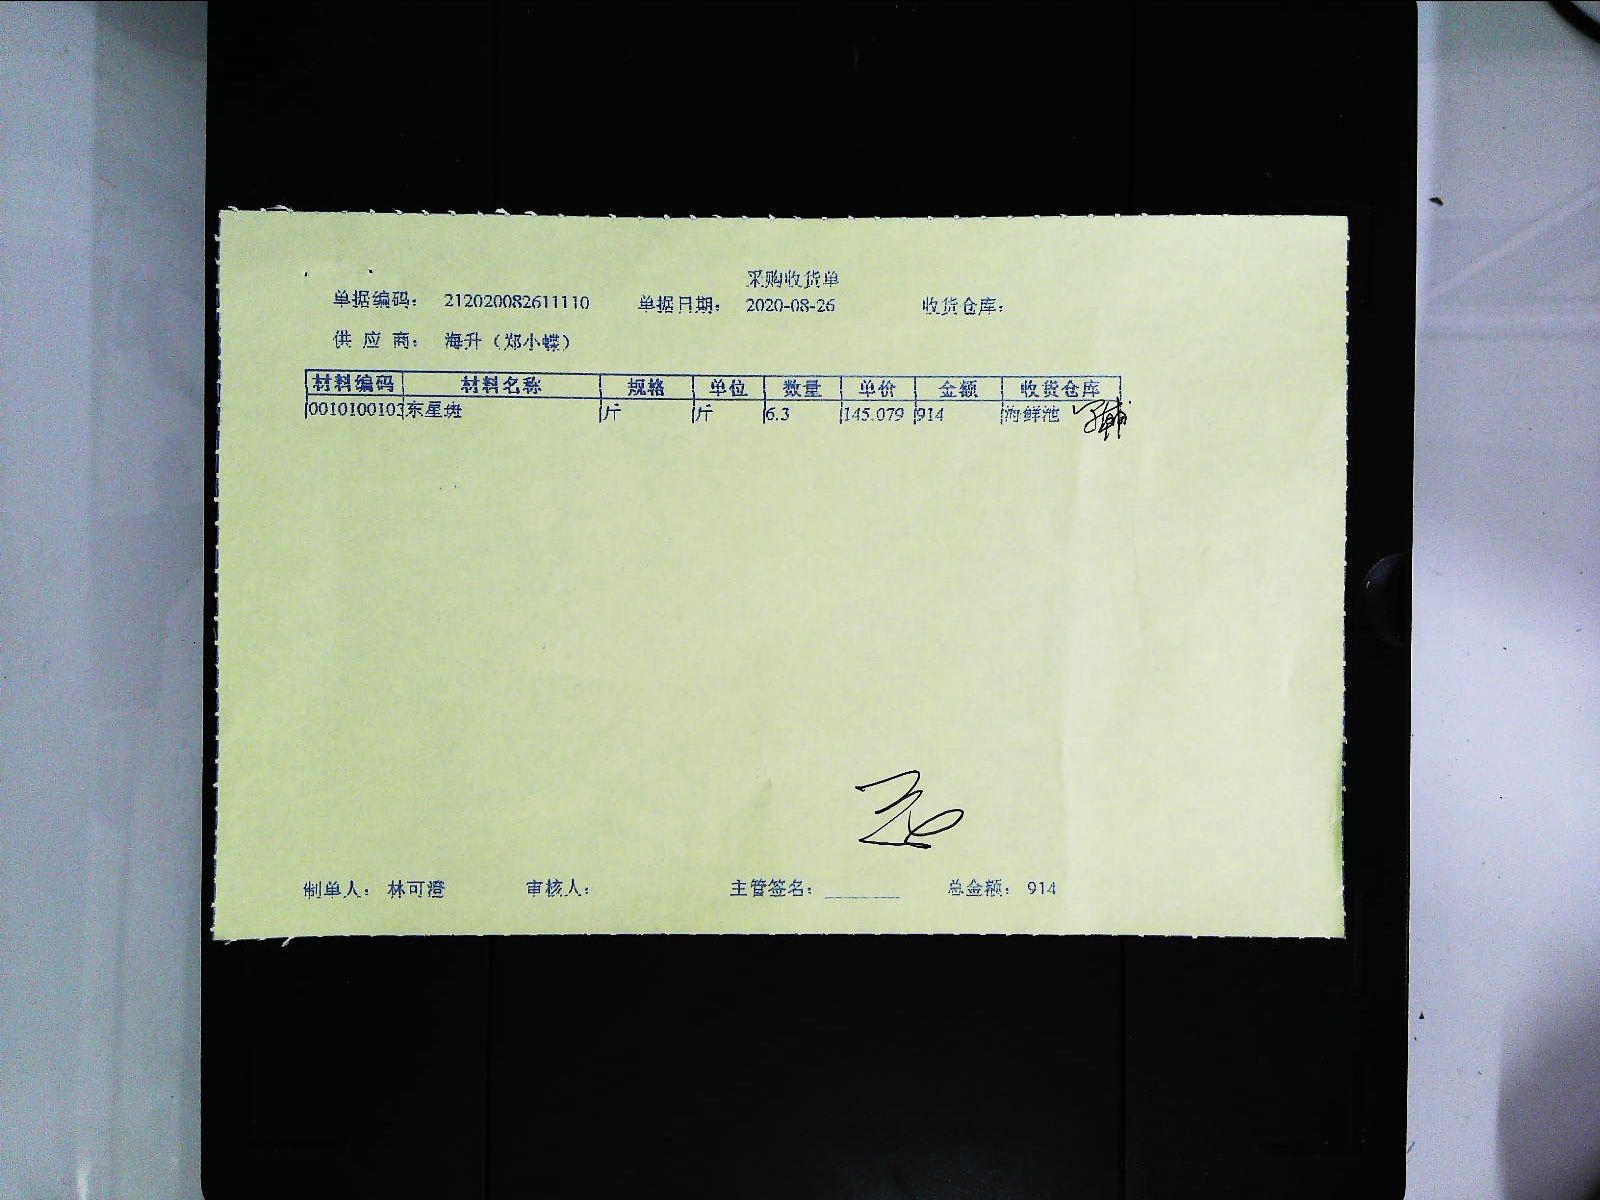 采购收货单
单据编码： 212020082611110 单据日期： 2020-08-26 收货仓库：
供 应 商： 海升（郑小蝶）
材料编码 材料名称 规格 单位 数量 单价 金额 收货仓库
0010100103 东星斑 斤 斤 6.3 145.079 914 海鲜池
制单人： 林可澄 审核人： 主管签名： 总金额： 914